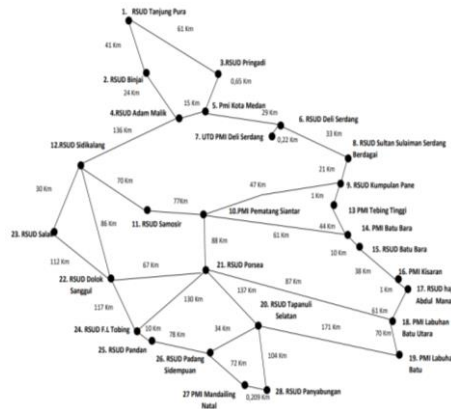 1. RSUD Tanjung Pura
61 Km
41 Km
3.RSUD Pringadi
2. RSUD Binjai
0,65 Km
24 Km
15 Km
5. Pmi Kota Medan
4.RSUD Adam Malik
29 Km
6. RSUD Deli Serdang
136 Km
7. UTD PMI Deli Serdang
0,22 Km
33 Km
12.RSUD Sidikalang
8. RSUD Sultan Sulaiman Serdang
Berdagai
21 Km
30 Km
70 Km
47 Km
9. RSUD Kumpulan Pane
1 Km
13 PMI Tebing Tinggi
77Km
10.PMI Pematang Siantar
11. RSUD Samosir
86 Km
44 Km
14. PMI Batu Bara
23. RSUD Salak
88 Km
61 Km
10 Km
15. RSUD Batu Bara
112 Km
38 Km
16. PMI Kisaran
67 Km
21. RSUD Porsea
1 Km
17. RSUD haj
22. RSUD Dolok
Sanggul
87 Km
Abdul Mana
61 Km
117 Km
130 Km
137 Km
20. RSUD Tapanuli
Selatan
70 Km
18. PMI Labuhan
Batu Utara
24. RSUD F.L Tobing
10 Km
34 Km
171 Km
25. RSUD Pandan
78 Km
26. RSUD Padang
Sidempuan
104 Km
19. PMI Labuhan
Batu
72 Km
27 PMI Mandailing
Natal
0,209 Km
28. RSUD Panyabungan